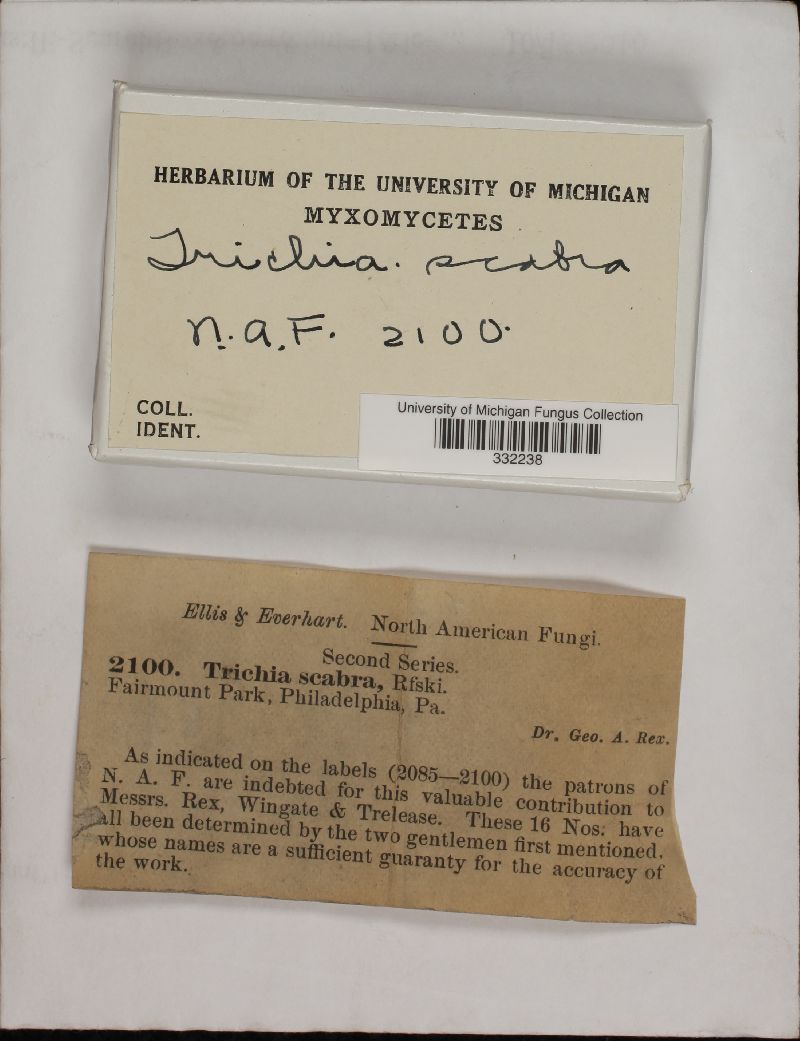 HERBARIUM OF THE UNIVERSITY OF MICHIGAN
MYXOMYCETES
Trichia. scabra
N.A.F. 2100.
COLL.
IDENT.
University of Michigan Fungus Collection
332238
Ellis & Everhart. North American Fungi.
Second Series.
2100. Trichia scabra, Rfski.
Fairmount Park, Philadelphia, Pa.
Dr. Geo. A. Rex.
As indicated on the labels (2085—2100) the patrons of
N. A. F. are indebted for this valuable contribution to
Messrs. Rex, Wingate & Trelease. These 16 Nos. have
all been determined by the two gentlemen first mentioned,
whose names are a sufficient guaranty for the accuracy of
the work.